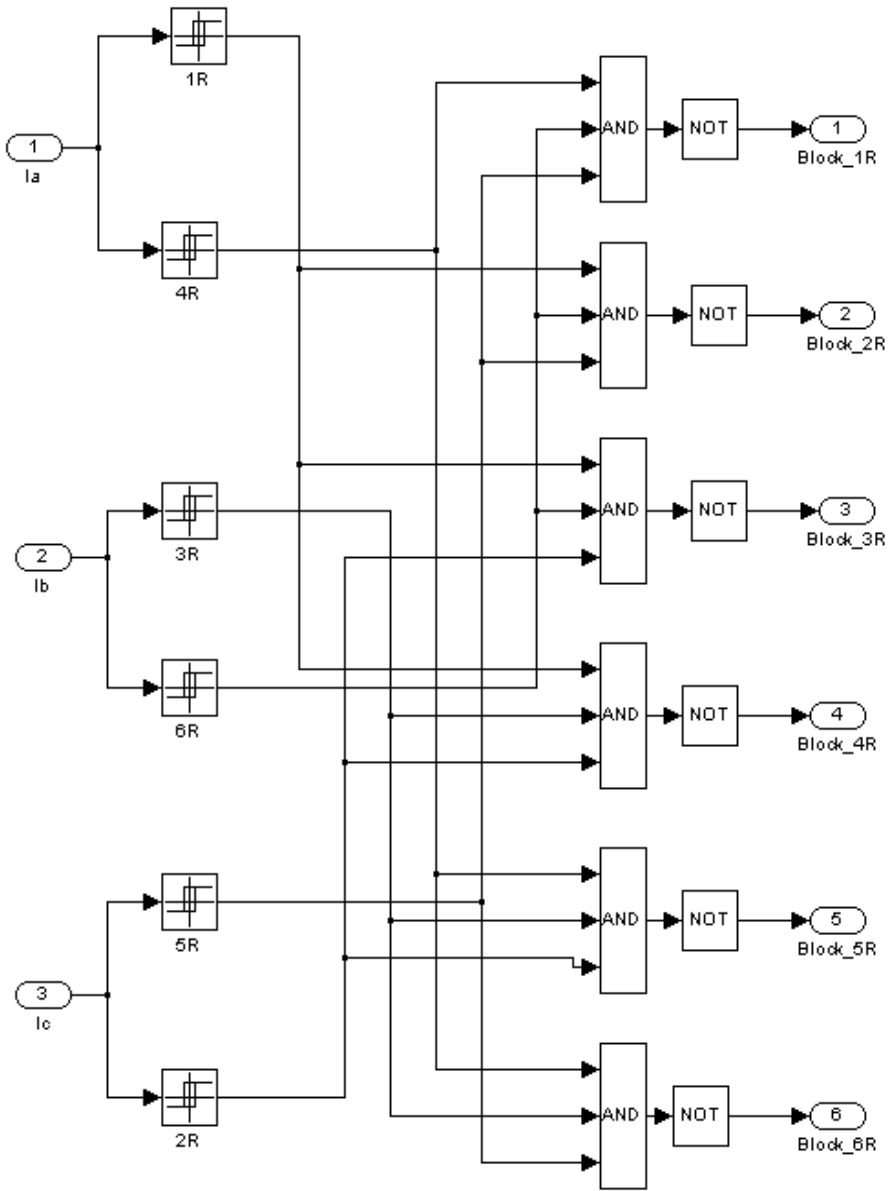 1R
1
Ia
4R
AND
NOT
1
Block_1R
AND
NOT
2
Block_2R
3R
2
Ib
6R
AND
NOT
3
Block_3R
AND
NOT
4
Block_4R
5R
3
Ic
2R
AND
NOT
5
Block_5R
AND
NOT
6
Block_6R